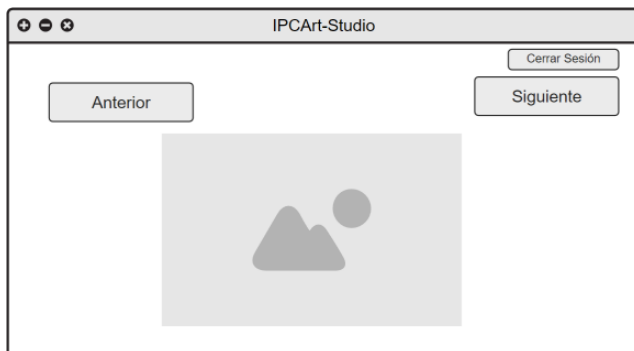 IPCArt-Studio
Cerrar Sesión
Anterior
Siguiente